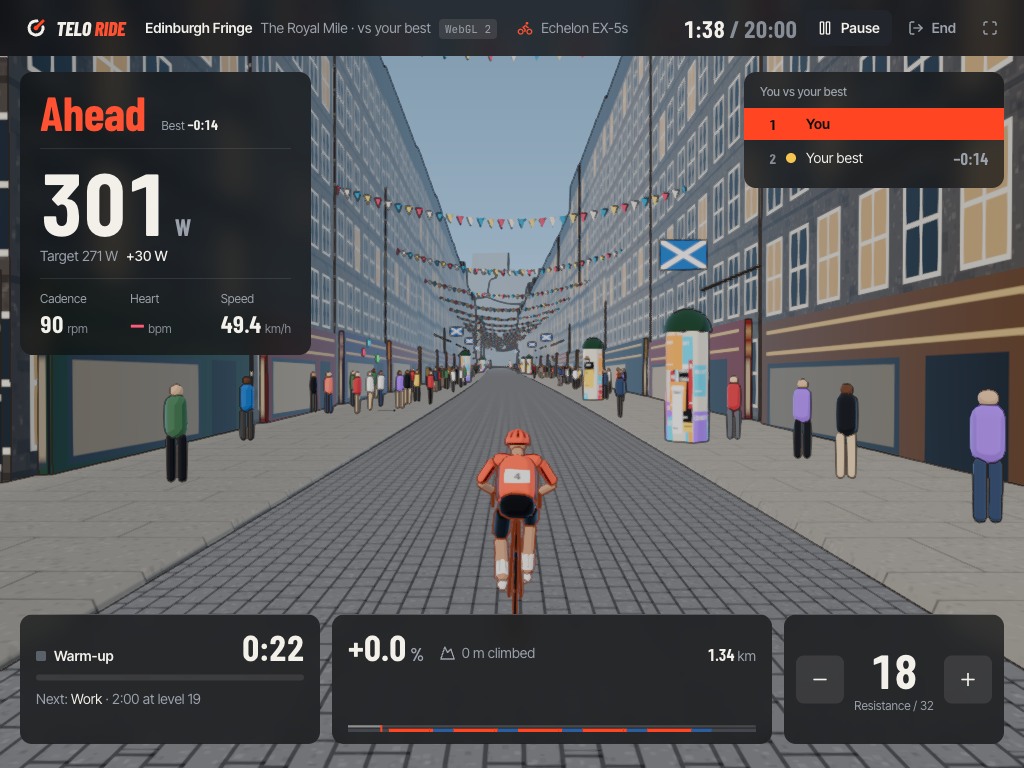 TELO RIDE Edinburgh Fringe The Royal Mile · vs your best WebGL 2 Echelon EX-5s 1:38 / 20:00 Pause End
Ahead Best −0:14
301 W
Target 271 W +30 W
Cadence Heart Speed
90 rpm — bpm 49.4 km/h
You vs your best
1 You
2 Your best −0:14
4
Warm-up 0:22
Next: Work · 2:00 at level 19
+0.0 % 0 m climbed 1.34 km
− 18 +
Resistance / 32